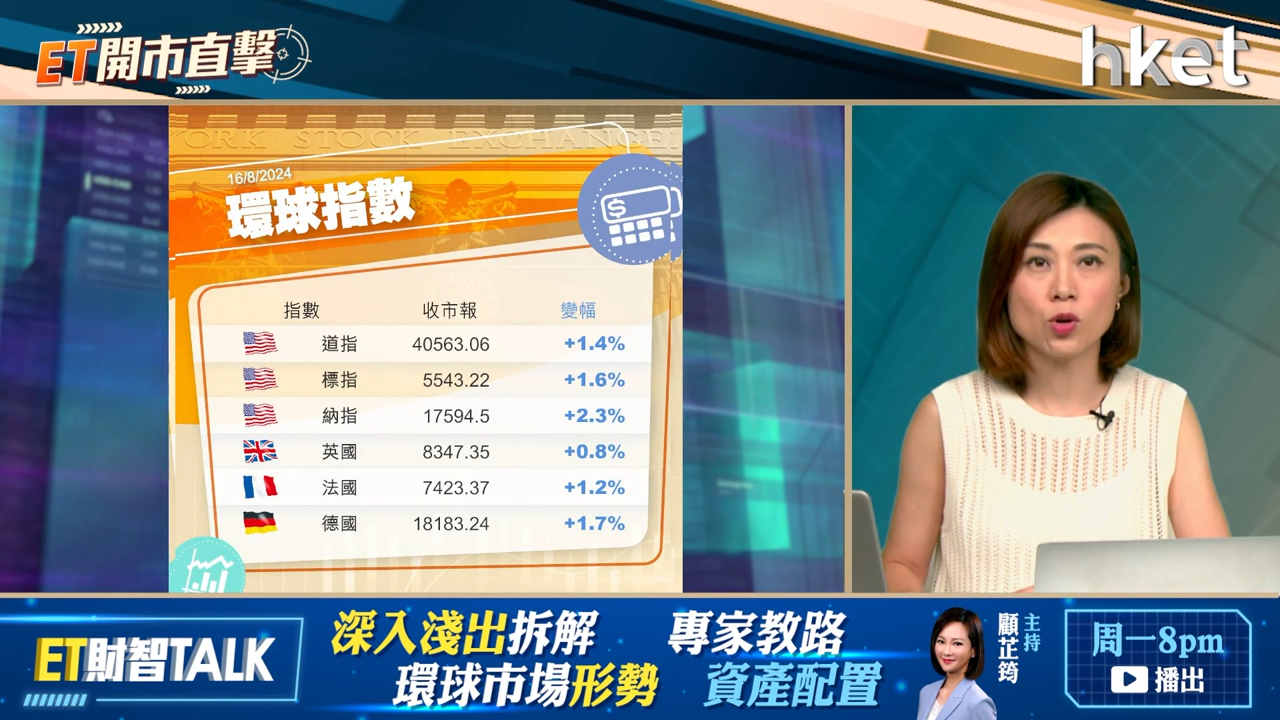 ET開市直擊
hket
YORK STOCK EXCHANGE
16/8/2024
環球指數
$
指數 收市報 變幅
道指 40563.06 +1.4%
標指 5543.22 +1.6%
納指 17594.5 +2.3%
英國 8347.35 +0.8%
法國 7423.37 +1.2%
德國 18183.24 +1.7%
ET財智TALK
深入淺出拆解
環球市場形勢
專家教路
資產配置
主持
顧芷筠
周一8pm
播出